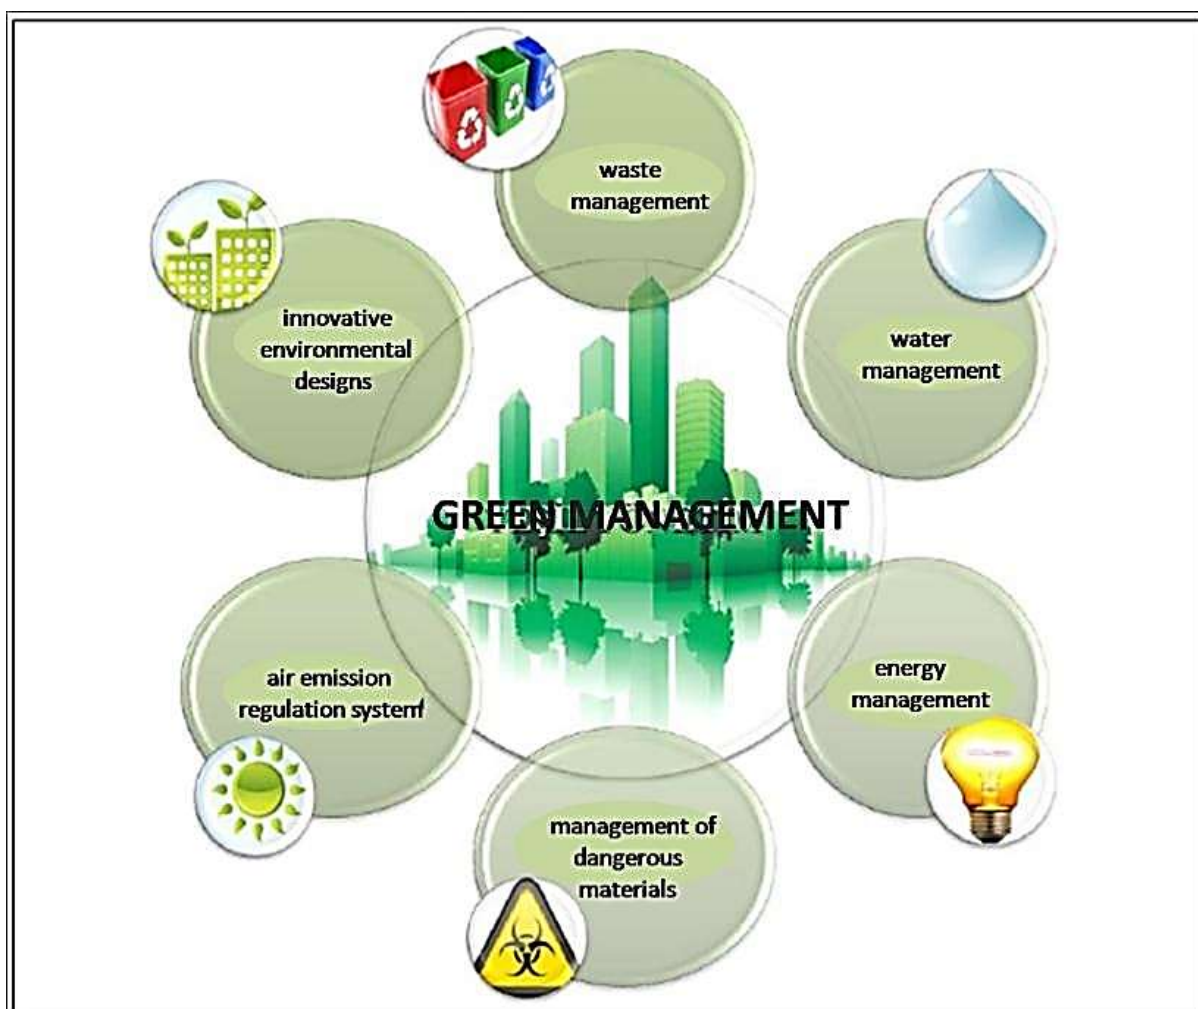 waste
management
water
management
energy
management
management of
dangerous
materials
air emission
regulation system
innovative
environmental
designs
GREEN MANAGEMENT